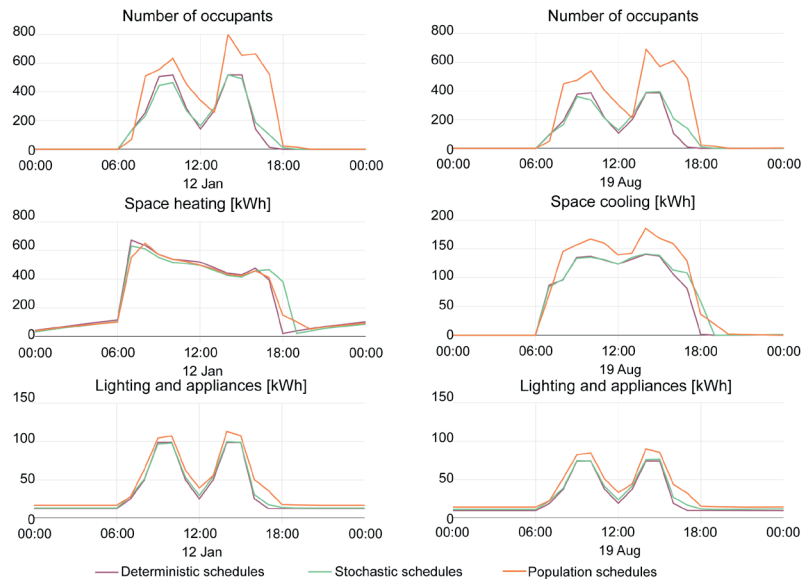 Number of occupants
800
600
400
200
0
00:00 06:00 12:00 18:00 00:00
12 Jan
Number of occupants
800
600
400
200
0
00:00 06:00 12:00 18:00 00:00
19 Aug
Space heating [kWh]
800
600
400
200
0
00:00 06:00 12:00 18:00 00:00
12 Jan
Space cooling [kWh]
200
150
100
50
0
00:00 06:00 12:00 18:00 00:00
19 Aug
Lighting and appliances [kWh]
150
100
50
0
00:00 06:00 12:00 18:00 00:00
12 Jan
Lighting and appliances [kWh]
150
100
50
0
00:00 06:00 12:00 18:00 00:00
19 Aug
Deterministic schedules Stochastic schedules Population schedules